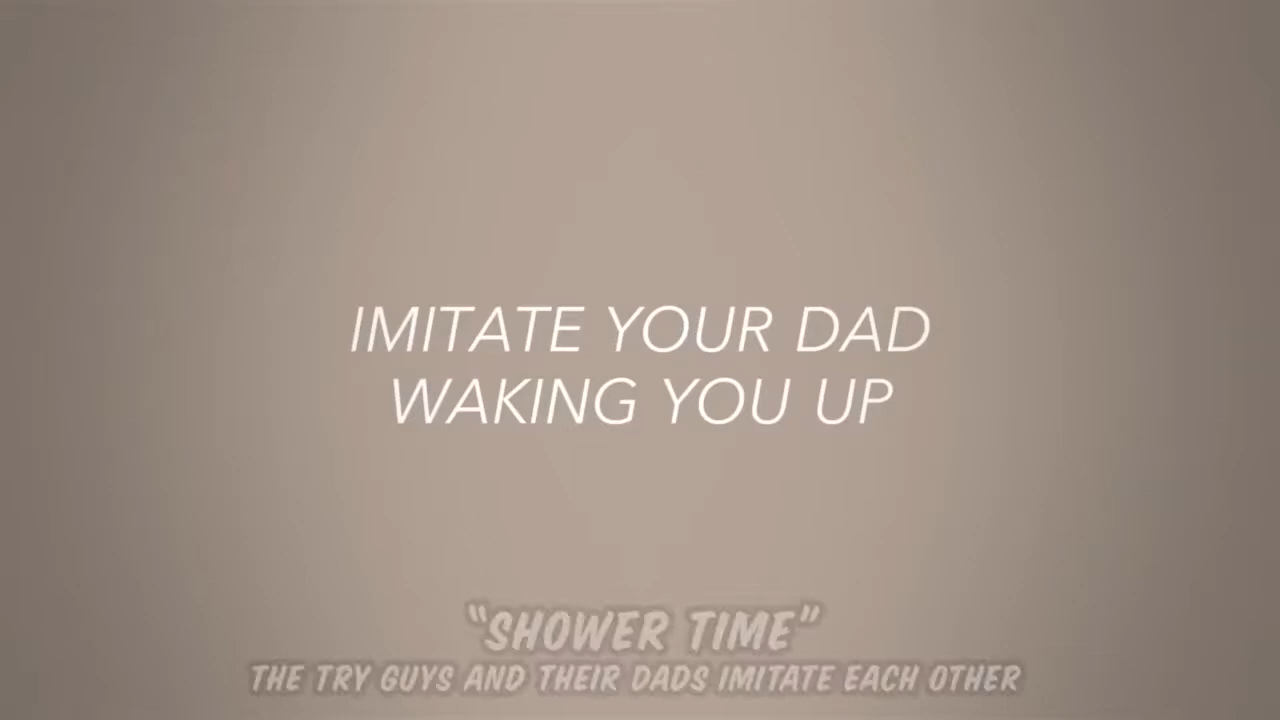 IMITATE YOUR DAD
WAKING YOU UP
"SHOWER TIME"
THE TRY GUYS AND THEIR DADS IMITATE EACH OTHER